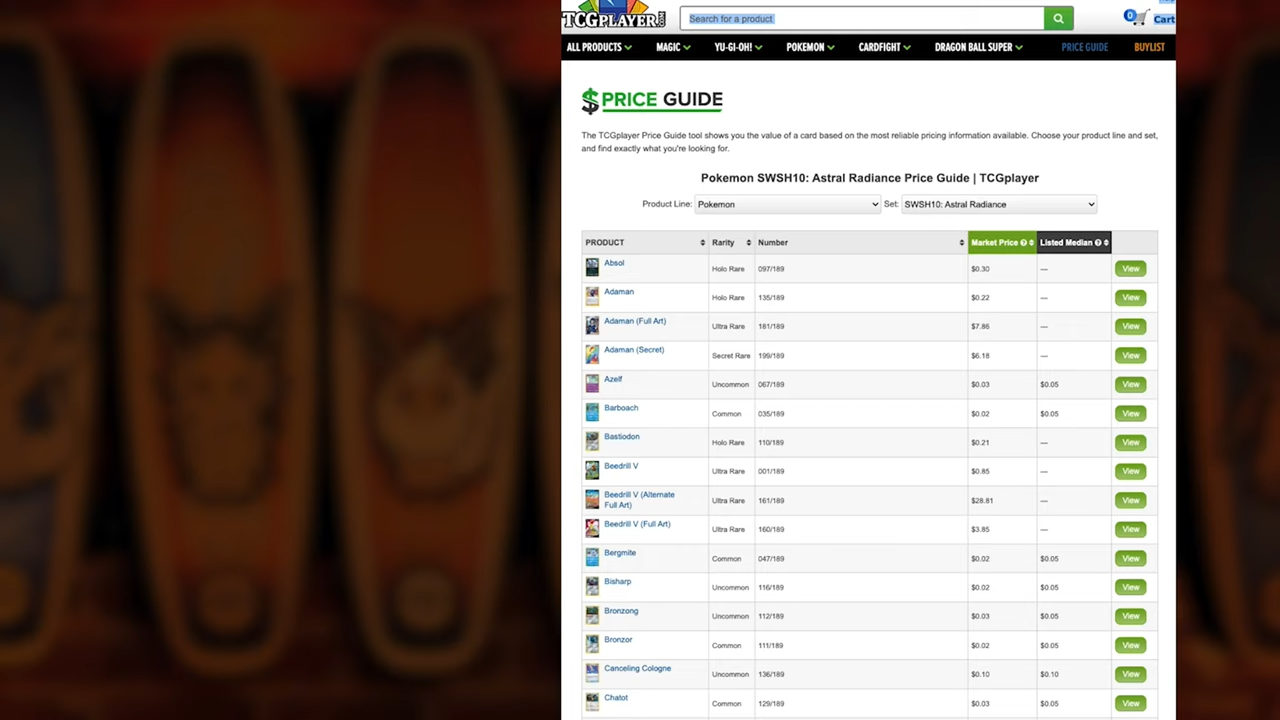 TCGPLAYER.COM
Search for a product
0 Cart
ALL PRODUCTS MAGIC YU-GI-OH! POKEMON CARDFIGHT DRAGON BALL SUPER PRICE GUIDE BUYLIST
$ PRICE GUIDE
The TCGplayer Price Guide tool shows you the value of a card based on the most reliable pricing information available. Choose your product line and set,
and find exactly what you're looking for.
Pokemon SWSH10: Astral Radiance Price Guide | TCGplayer
Product Line: Pokemon Set: SWSH10: Astral Radiance
PRODUCT Rarity Number Market Price Listed Median
Absol Holo Rare 097/189 $0.30 — View
Adaman Holo Rare 135/189 $0.22 — View
Adaman (Full Art) Ultra Rare 181/189 $7.86 — View
Adaman (Secret) Secret Rare 199/189 $6.18 — View
Azelf Uncommon 067/189 $0.03 $0.05 View
Barboach Common 035/189 $0.02 $0.05 View
Bastiodon Holo Rare 110/189 $0.21 — View
Beedrill V Ultra Rare 001/189 $0.85 — View
Beedrill V (Alternate
Full Art) Ultra Rare 161/189 $28.81 — View
Beedrill V (Full Art) Ultra Rare 160/189 $3.85 — View
Bergmite Common 047/189 $0.02 $0.05 View
Bisharp Uncommon 116/189 $0.02 $0.05 View
Bronzong Uncommon 112/189 $0.03 $0.05 View
Bronzor Common 111/189 $0.02 $0.05 View
Canceling Cologne Uncommon 136/189 $0.10 $0.10 View
Chatot Common 129/189 $0.03 $0.05 View